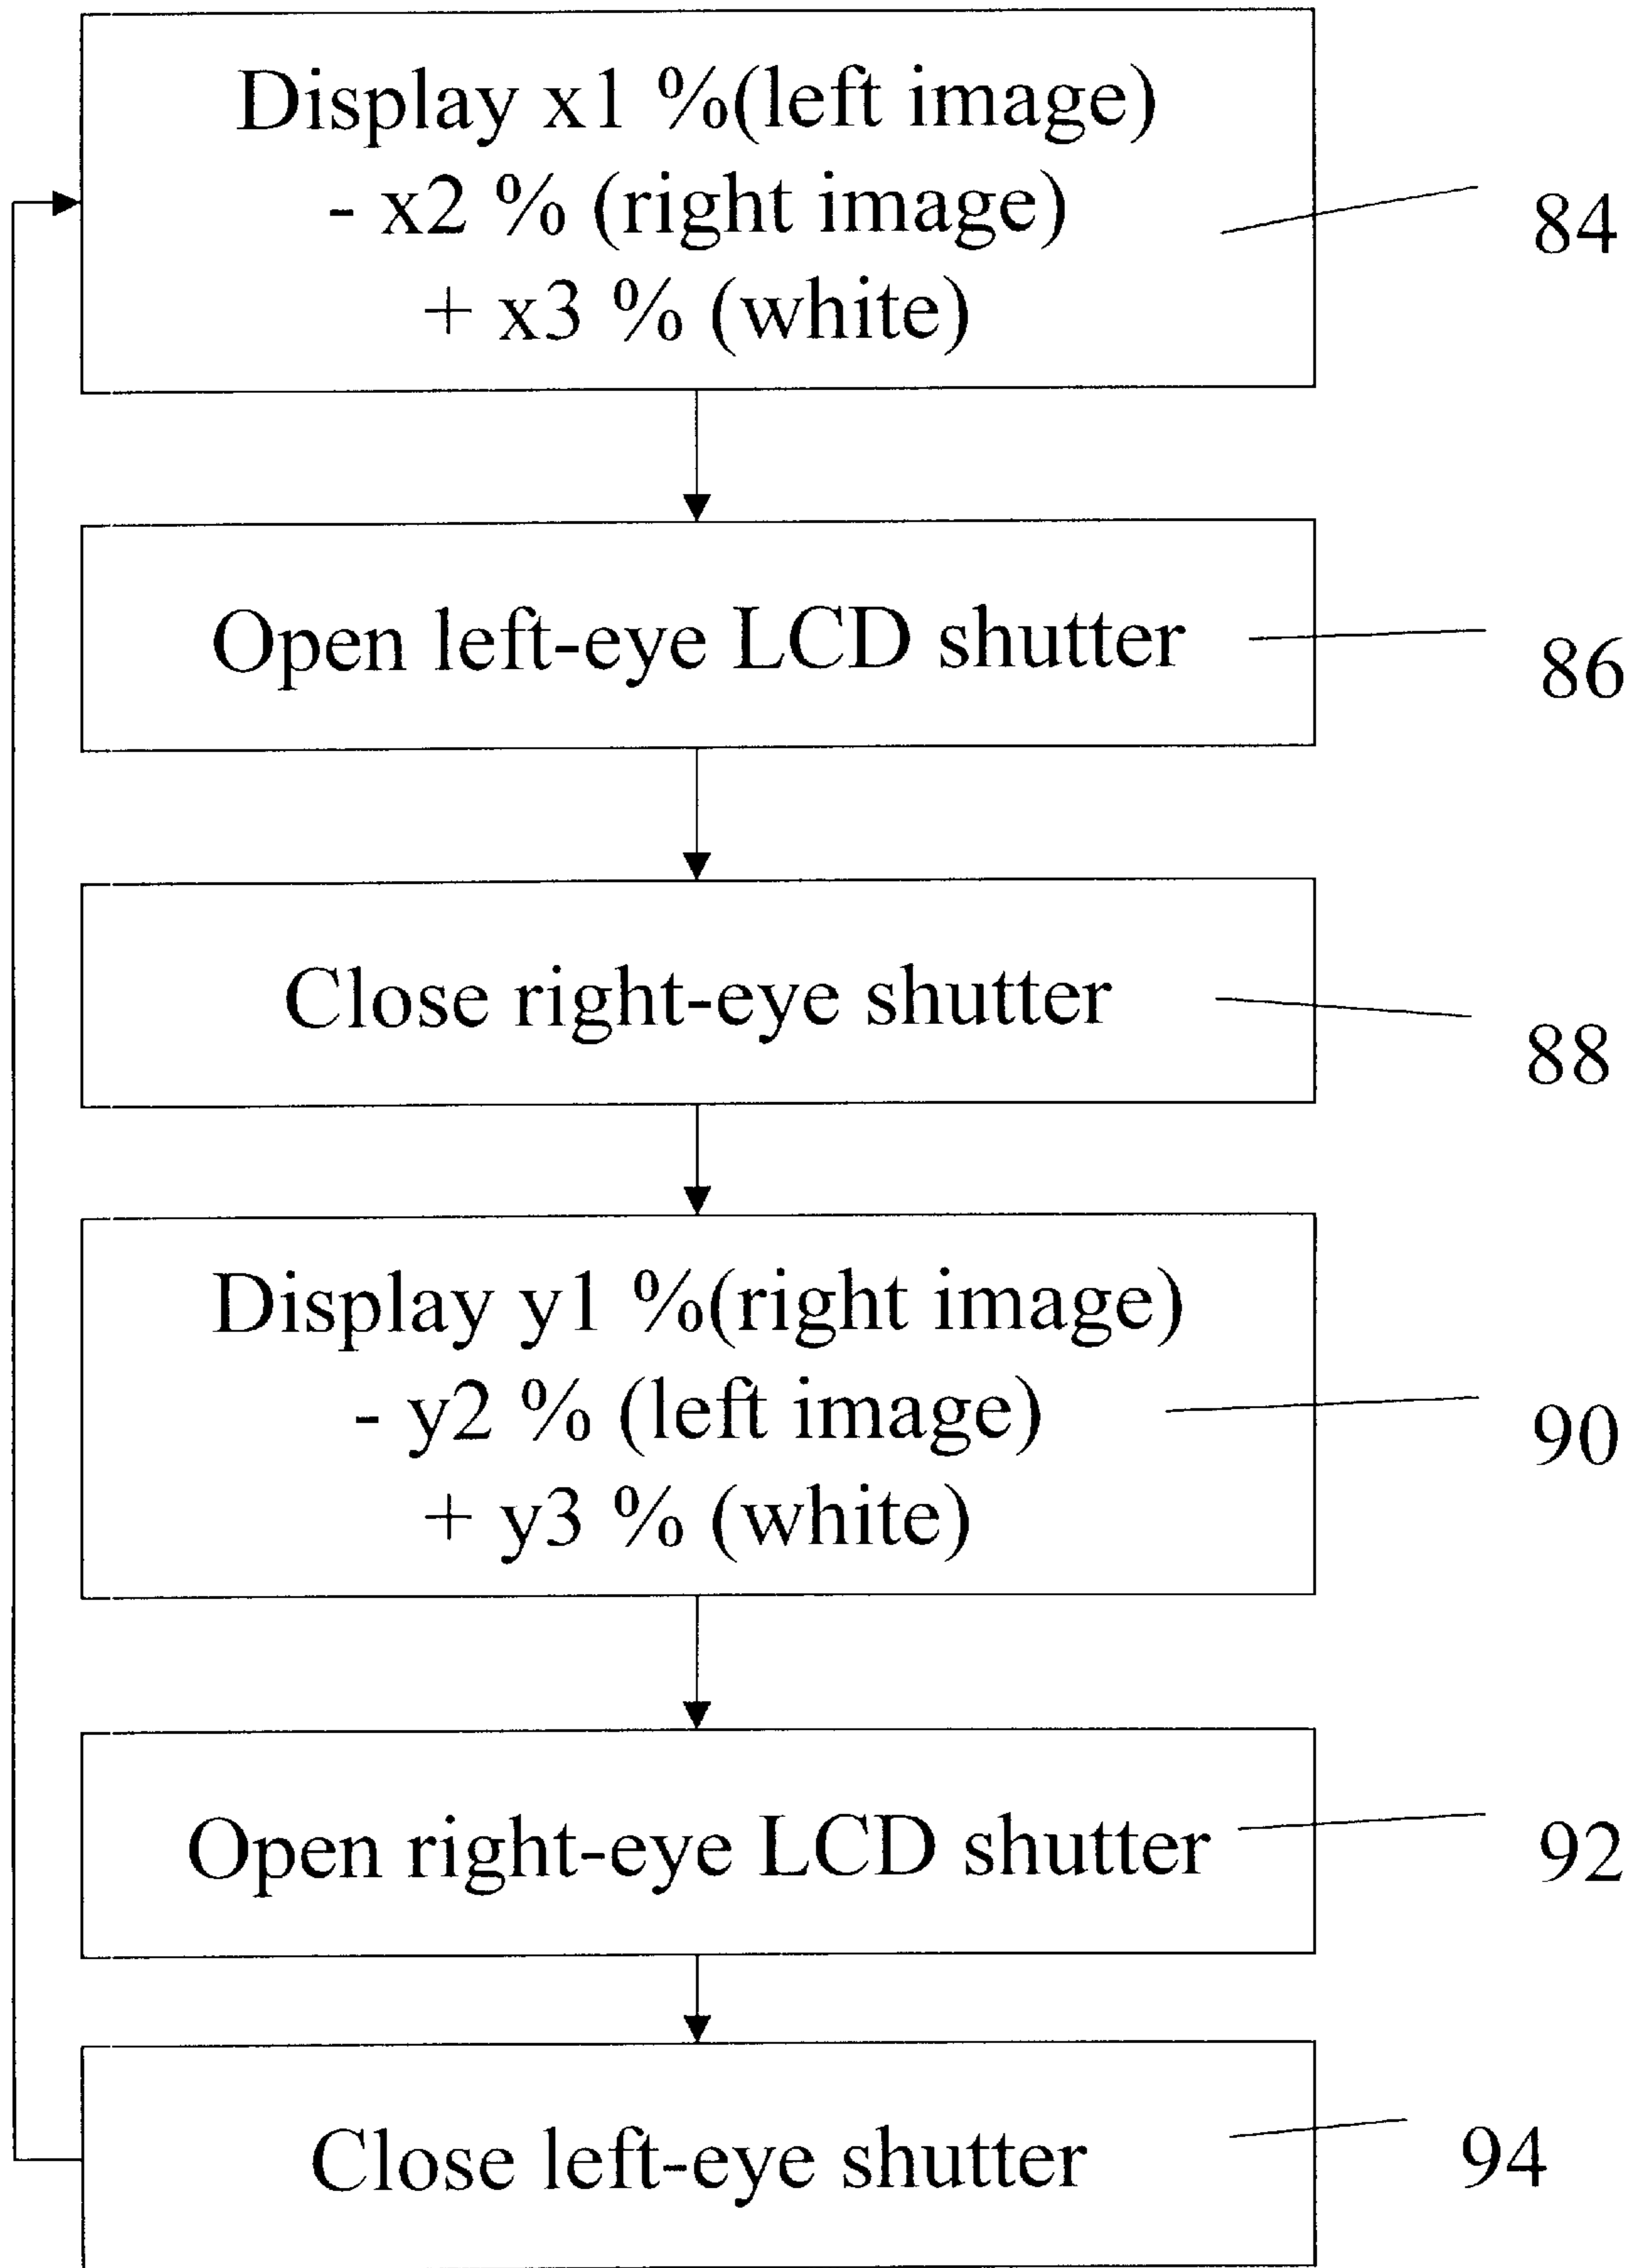 Display x1 %(left image)
- x2 % (right image)
+ x3 % (white)
84
Open left-eye LCD shutter
86
Close right-eye shutter
88
Display y1 %(right image)
- y2 % (left image)
+ y3 % (white)
90
Open right-eye LCD shutter
92
Close left-eye shutter
94